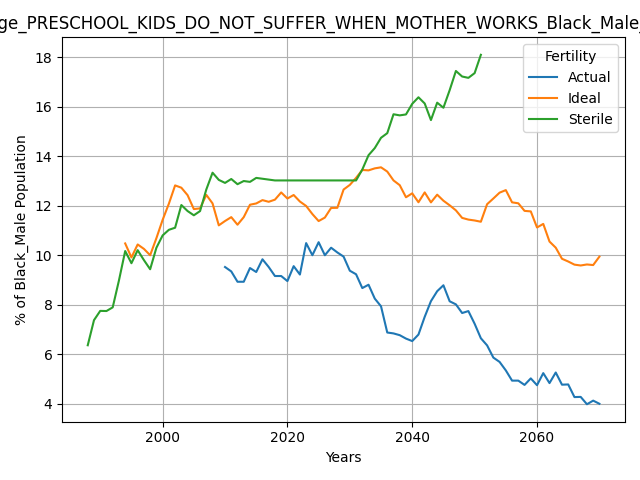 ge_PRESCHOOL_KIDS_DO_NOT_SUFFER_WHEN_MOTHER_WORKS_Black_Male_
18
16
14
12
10
8
6
4
% of Black_Male Population
Fertility
Actual
Ideal
Sterile
2000
2020
2040
2060
Years